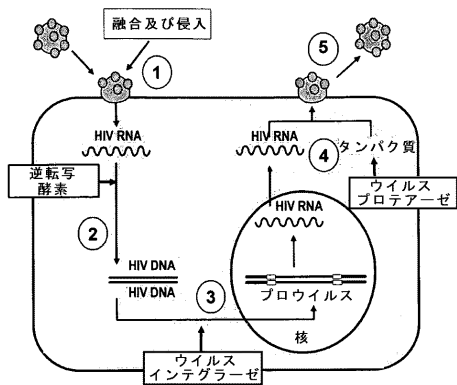 融合及び侵入
1
5
HIV RNA
HIV RNA
4
タンパク質
逆転写
酵素
ウイルス
プロテアーゼ
HIV RNA
2
HIV DNA
HIV DNA
3
プロウイルス
核
ウイルス
インテグラーゼ